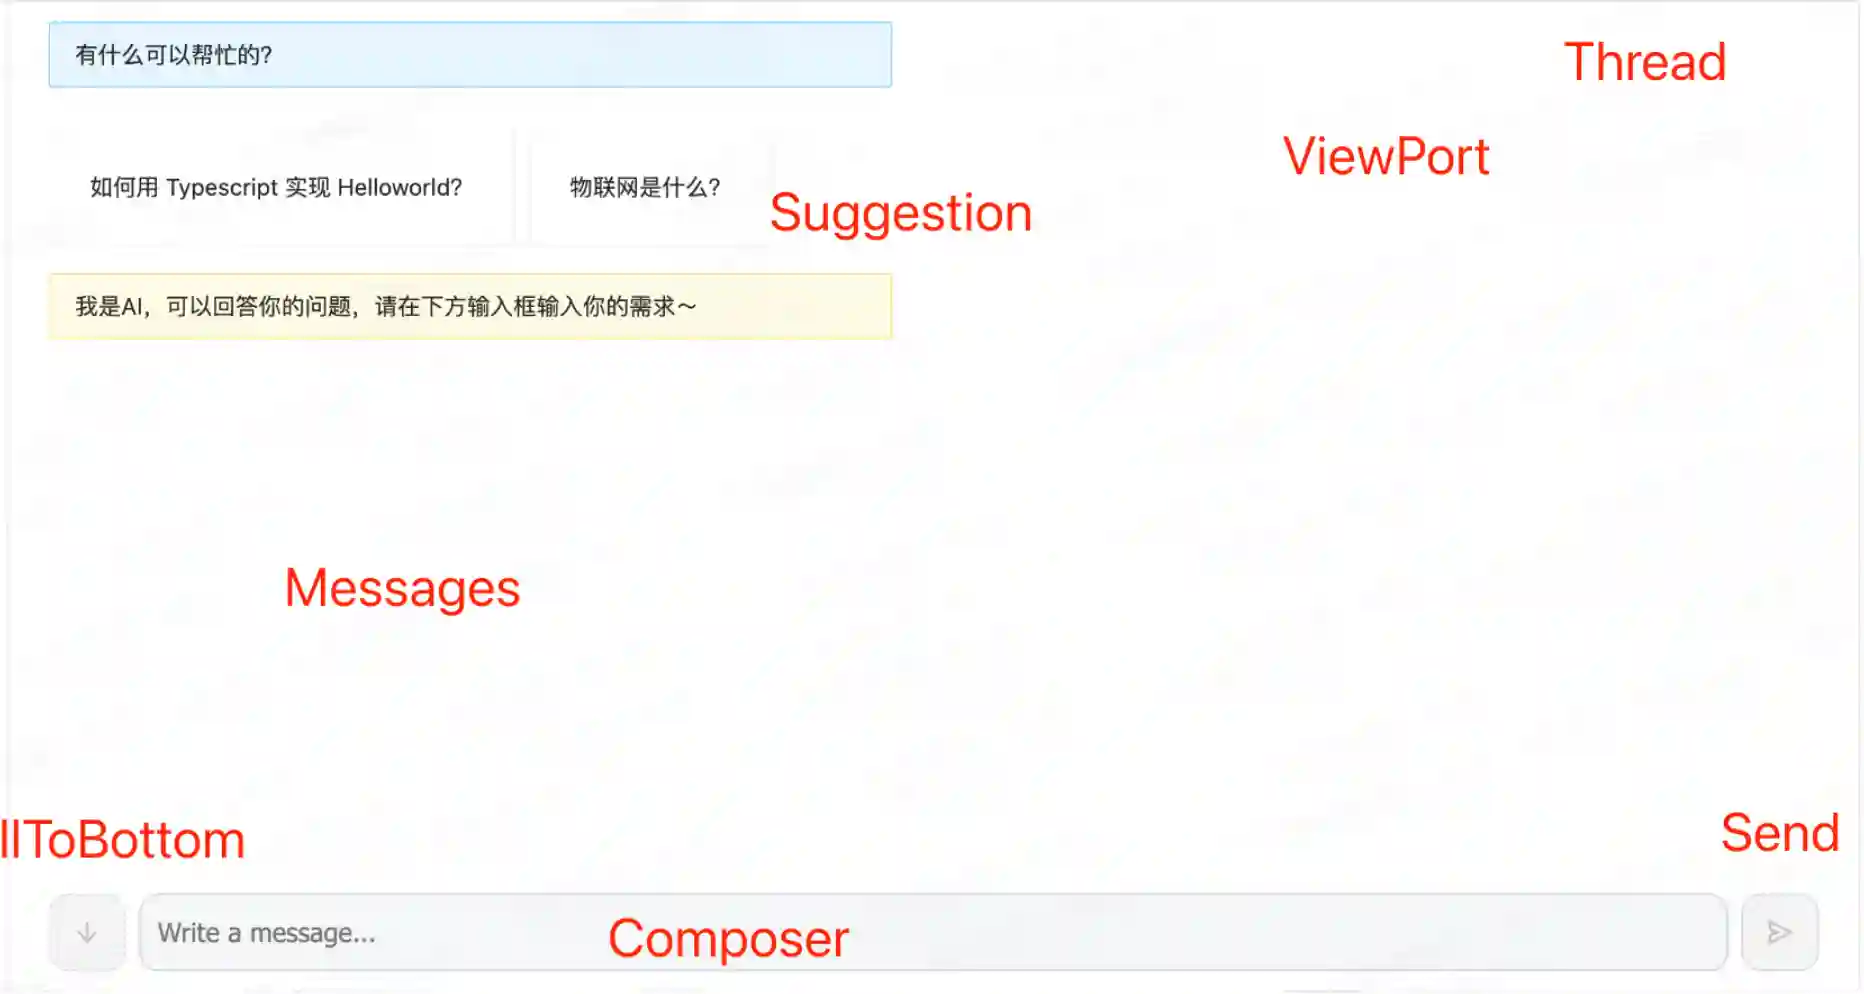 有什么可以帮忙的?
Thread
ViewPort
如何用 Typescript 实现 Helloworld?
物联网是什么?
Suggestion
我是AI，可以回答你的问题，请在下方输入框输入你的需求～
Messages
llToBottom
Send
Write a message...
Composer